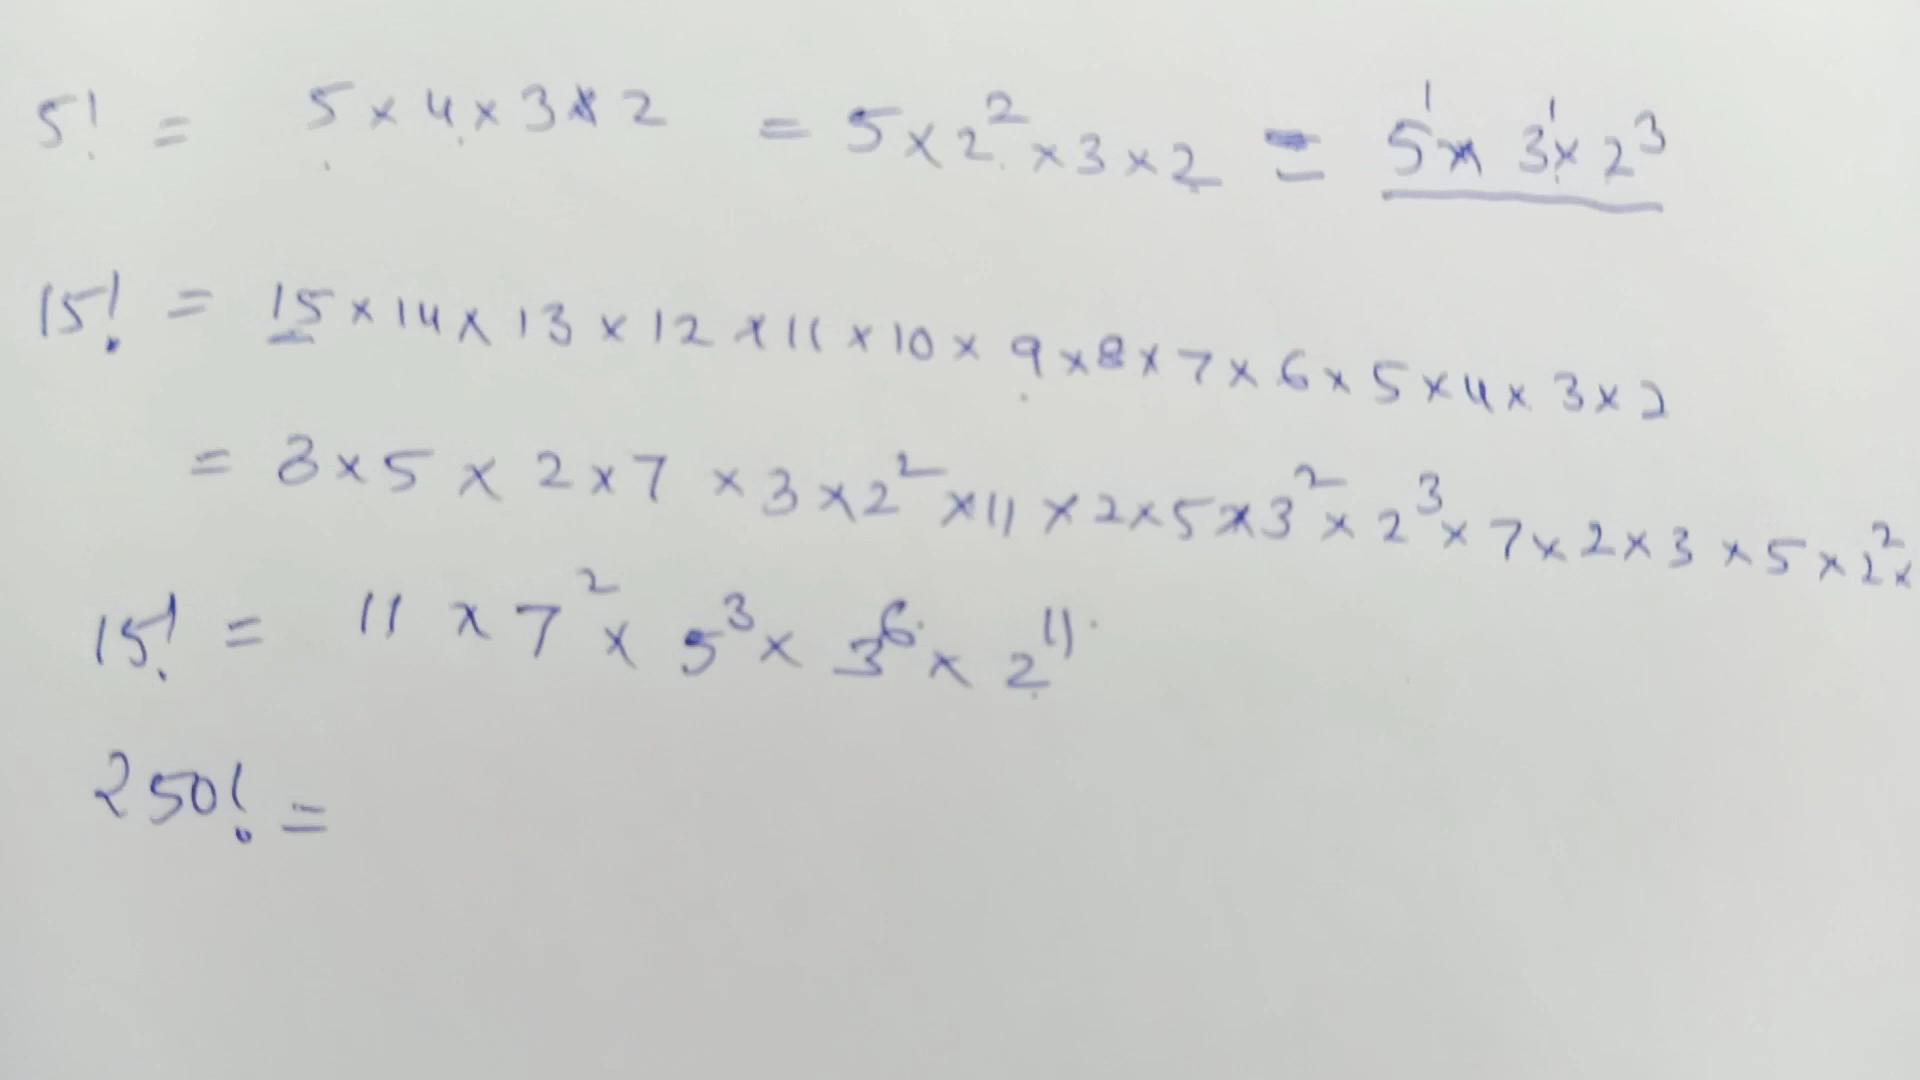 5! = 5 × 4 × 3 × 2 = 5 × 2² × 3 × 2 = 5¹ × 3¹ × 2³
15! = 15 × 14 × 13 × 12 × 11 × 10 × 9 × 8 × 7 × 6 × 5 × 4 × 3 × 2
= 3 × 5 × 2 × 7 × 3 × 2² × 11 × 2 × 5 × 3² × 2³ × 7 × 2 × 3 × 5 × 2² ×
15! = 11 × 7² × 5³ × 3⁶ × 2¹¹
250! =